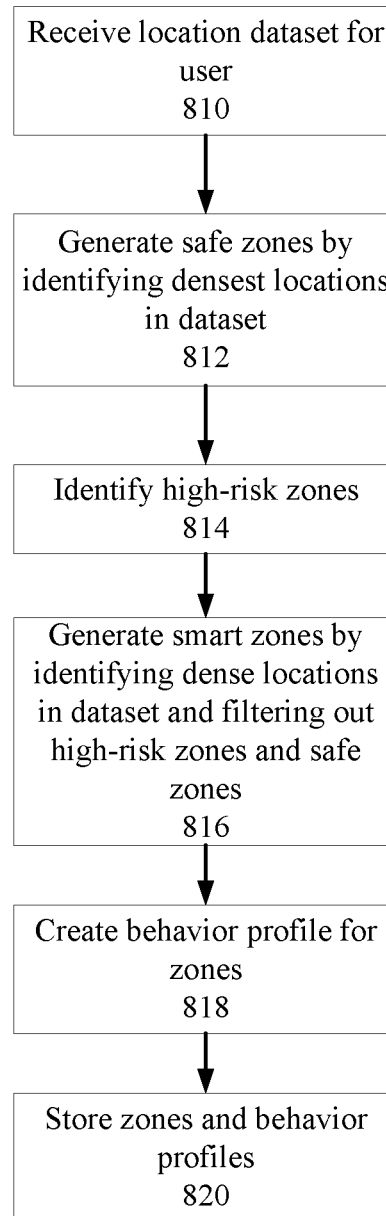 Receive location dataset for
user
810
Generate safe zones by
identifying densest locations
in dataset
812
Identify high-risk zones
814
Generate smart zones by
identifying dense locations
in dataset and filtering out
high-risk zones and safe
zones
816
Create behavior profile for
zones
818
Store zones and behavior
profiles
820